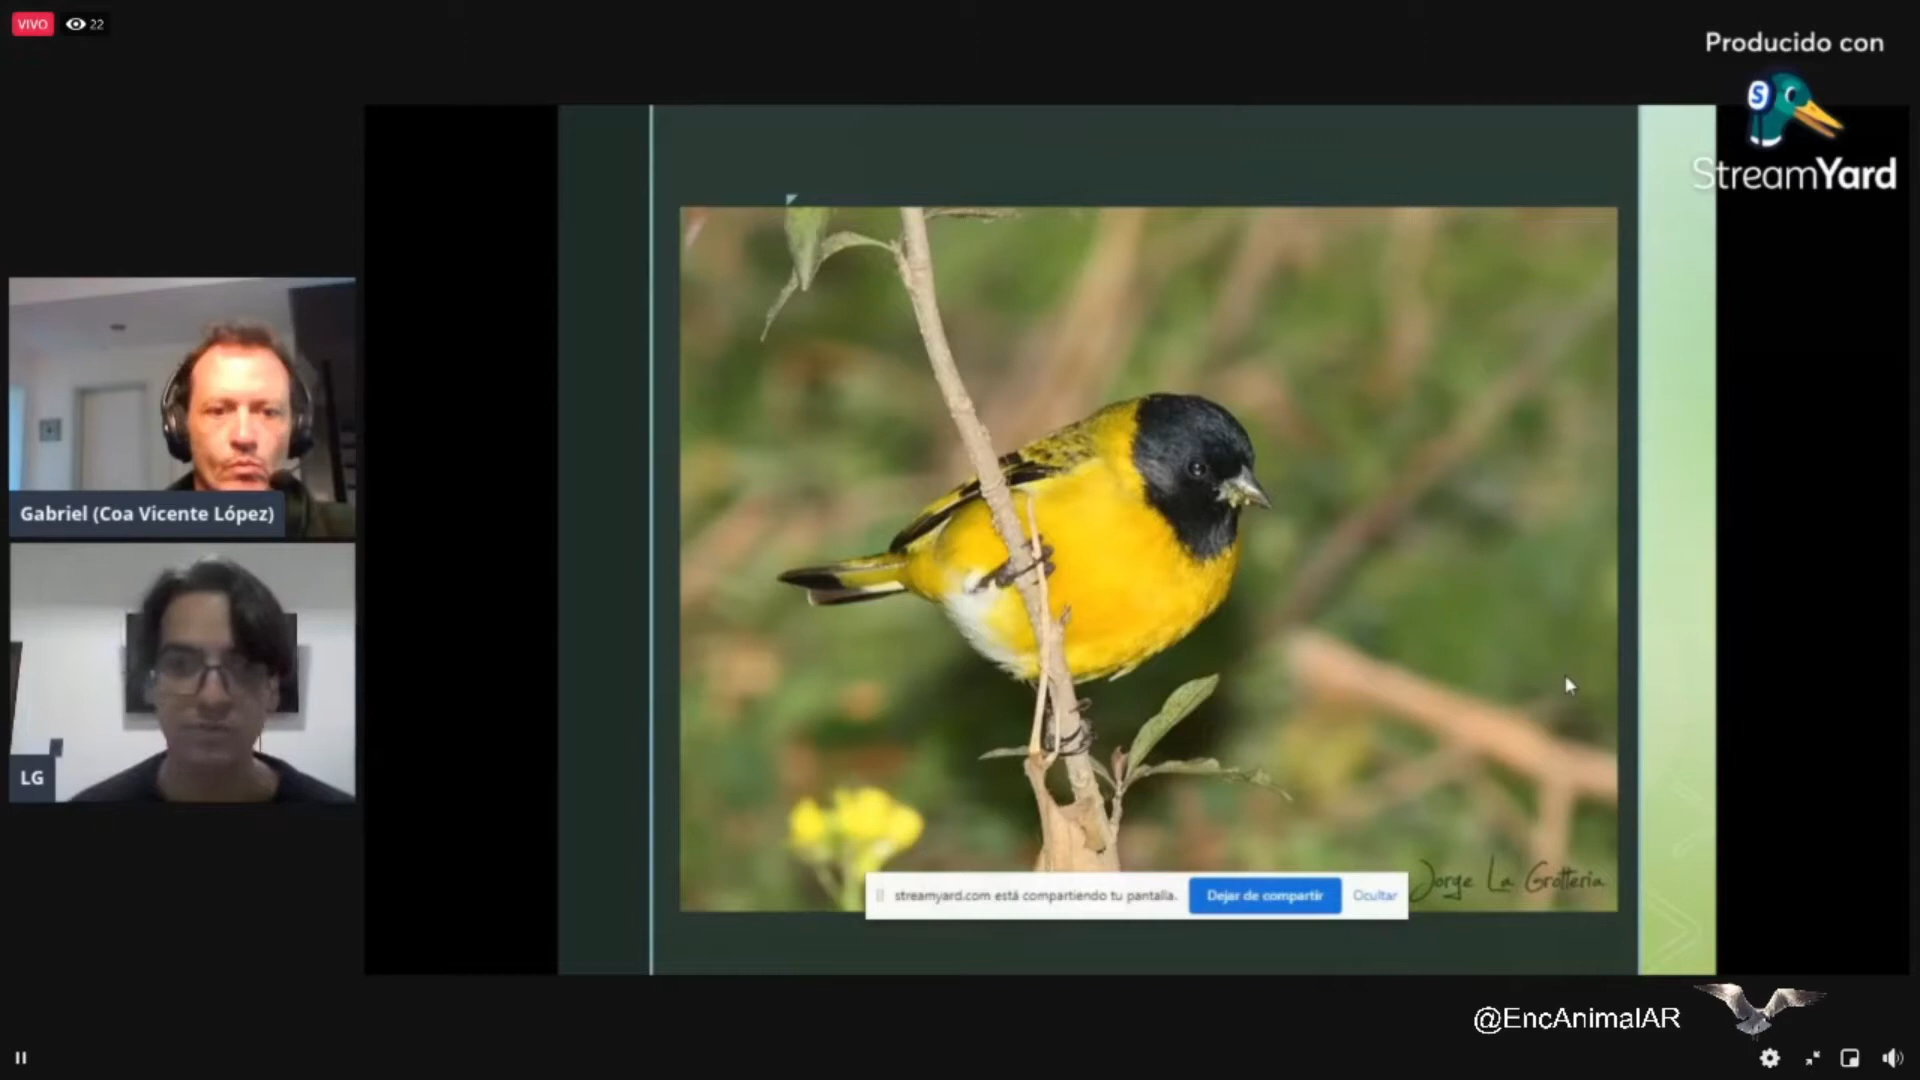 VIVO
22
Producido con
S
StreamYard
Gabriel (Coa Vicente López)
LG
streamyard.com está compartiendo tu pantalla.
Dejar de compartir
Ocultar
Jorge La Grotteria
@EncAnimalAR